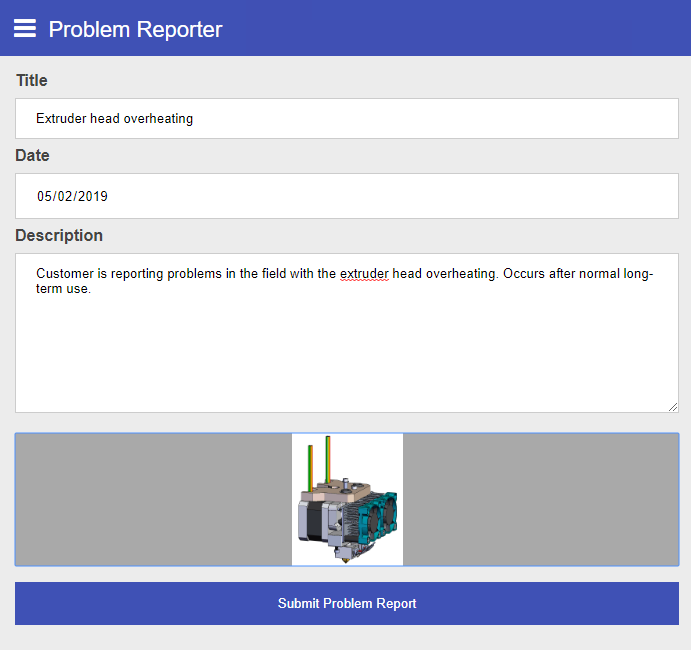 Problem Reporter
Title
Extruder head overheating
Date
05/02/2019
Description
Customer is reporting problems in the field with the extruder head overheating. Occurs after normal long-
term use.
Submit Problem Report